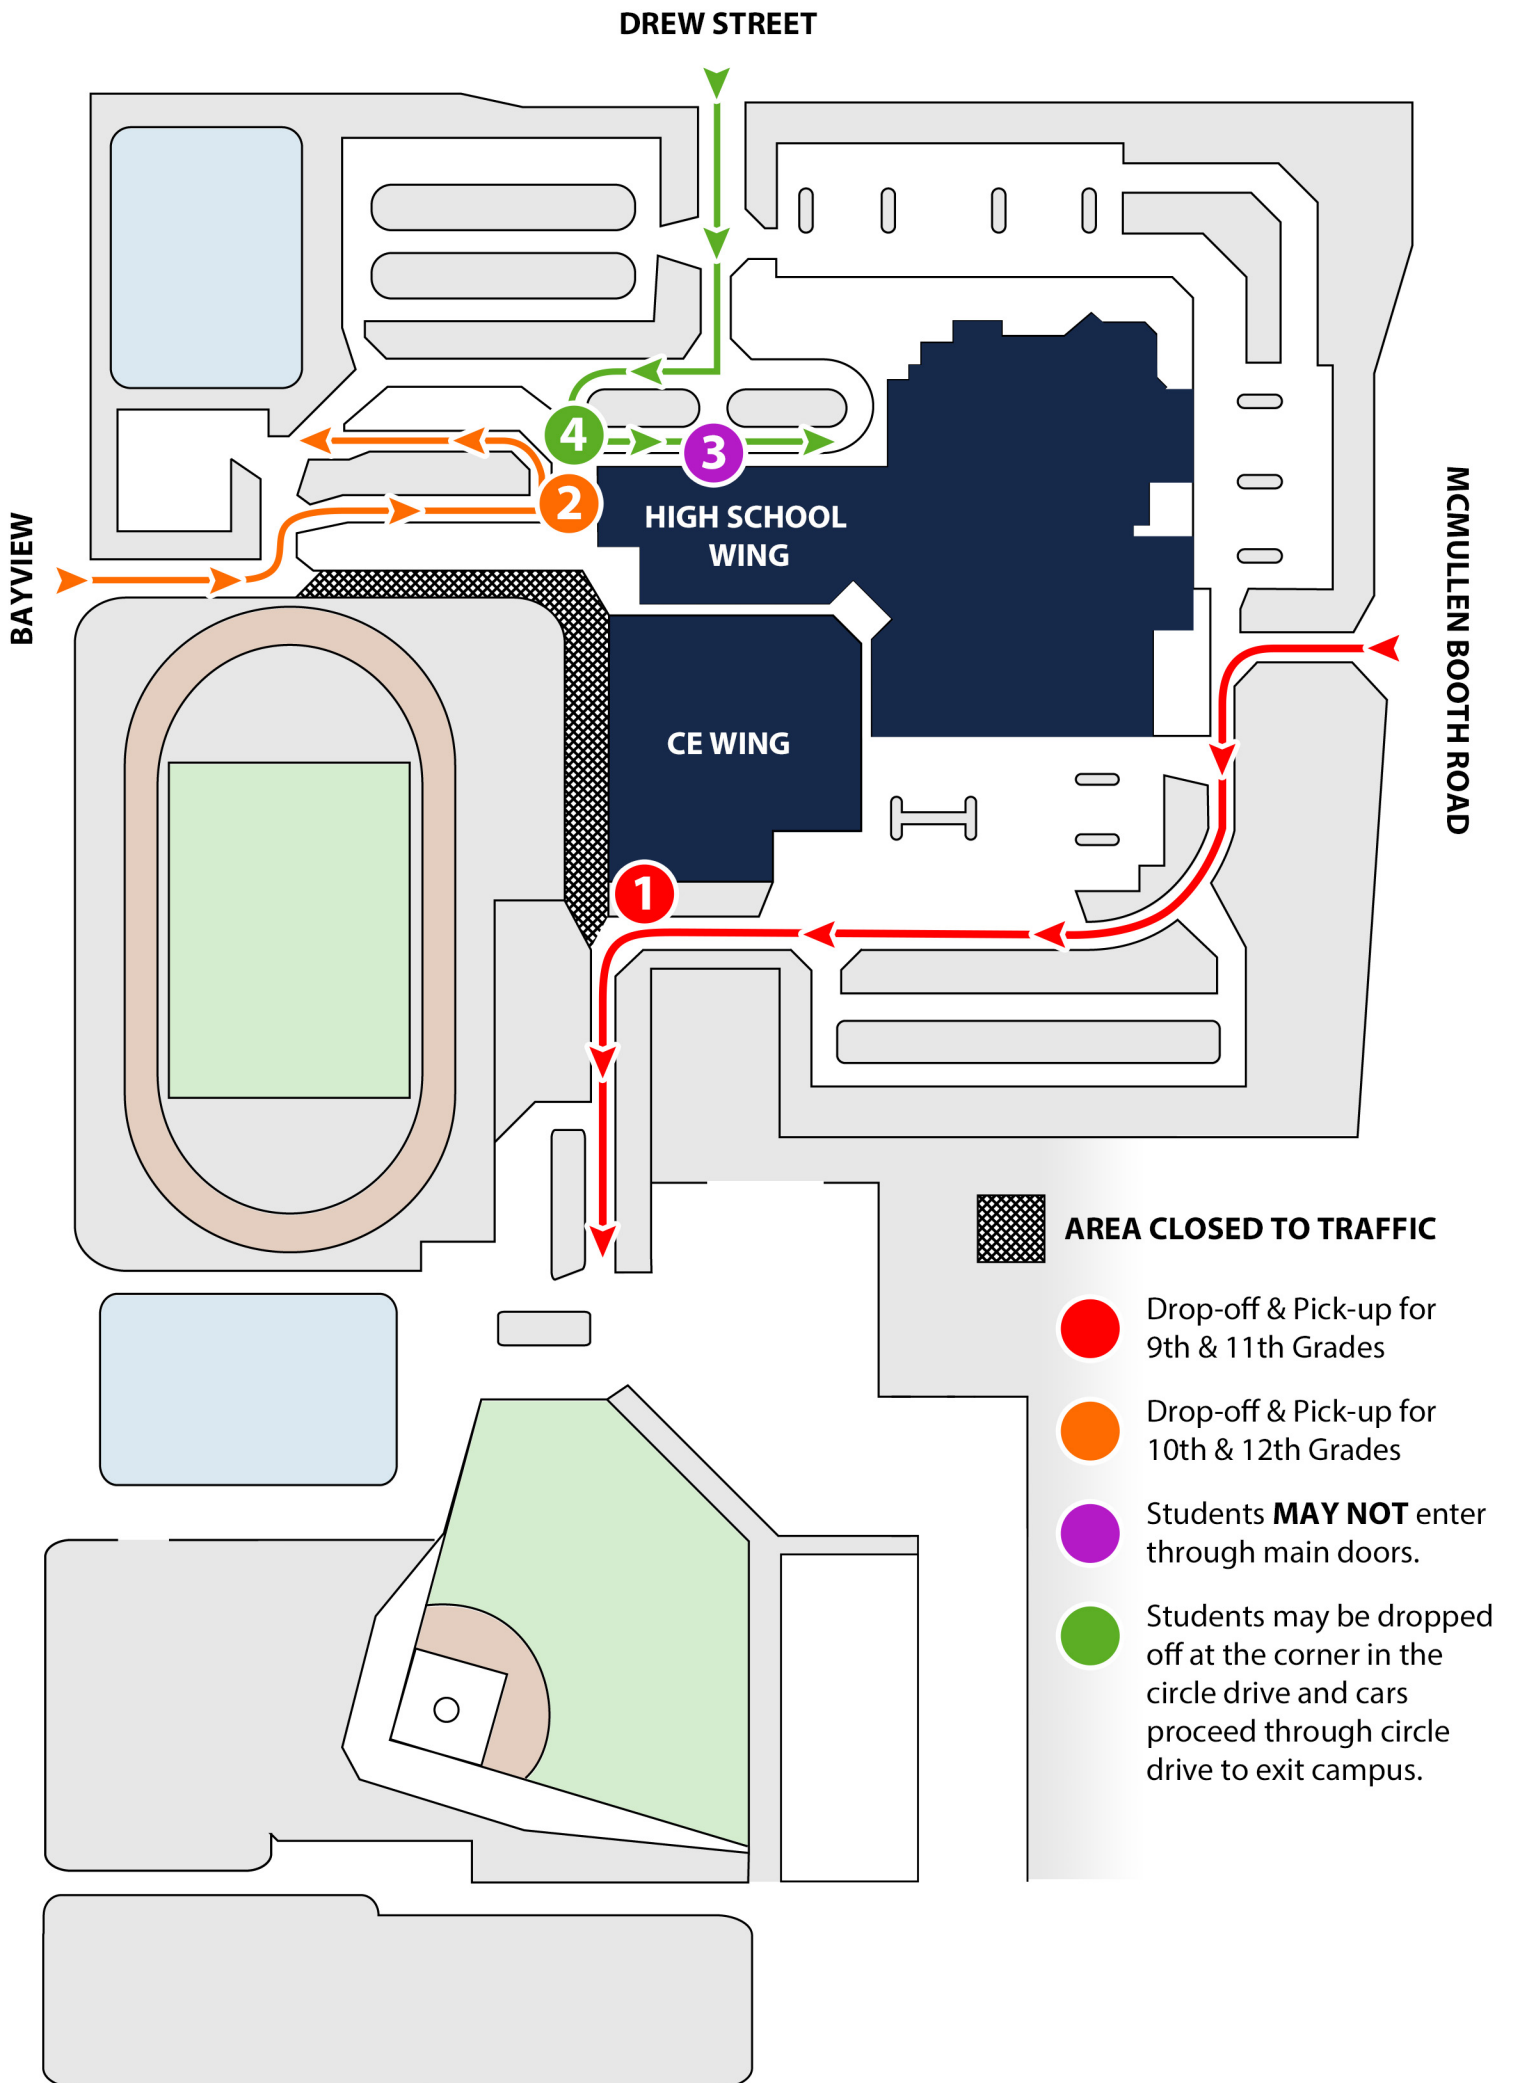 DREW STREET
4
3
2
HIGH SCHOOL
WING
BAYVIEW
MCMULLEN BOOTH ROAD
CE WING
1
AREA CLOSED TO TRAFFIC
Drop-off & Pick-up for
9th & 11th Grades
Drop-off & Pick-up for
10th & 12th Grades
Students MAY NOT enter
through main doors.
Students may be dropped
off at the corner in the
circle drive and cars
proceed through circle
drive to exit campus.